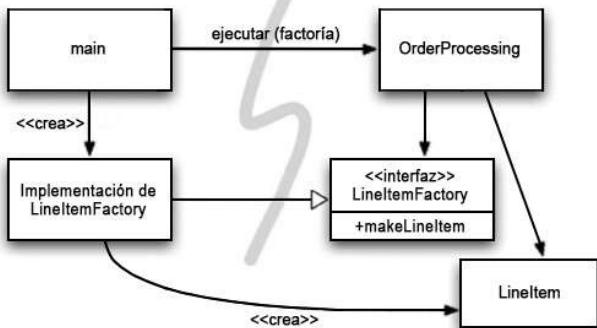 main
ejecutar (factoría)
OrderProcessing
<<crea>>
Implementación de
LineItemFactory
<<interfaz>>
LineItemFactory
+makeLineItem
LineItem
<<crea>>